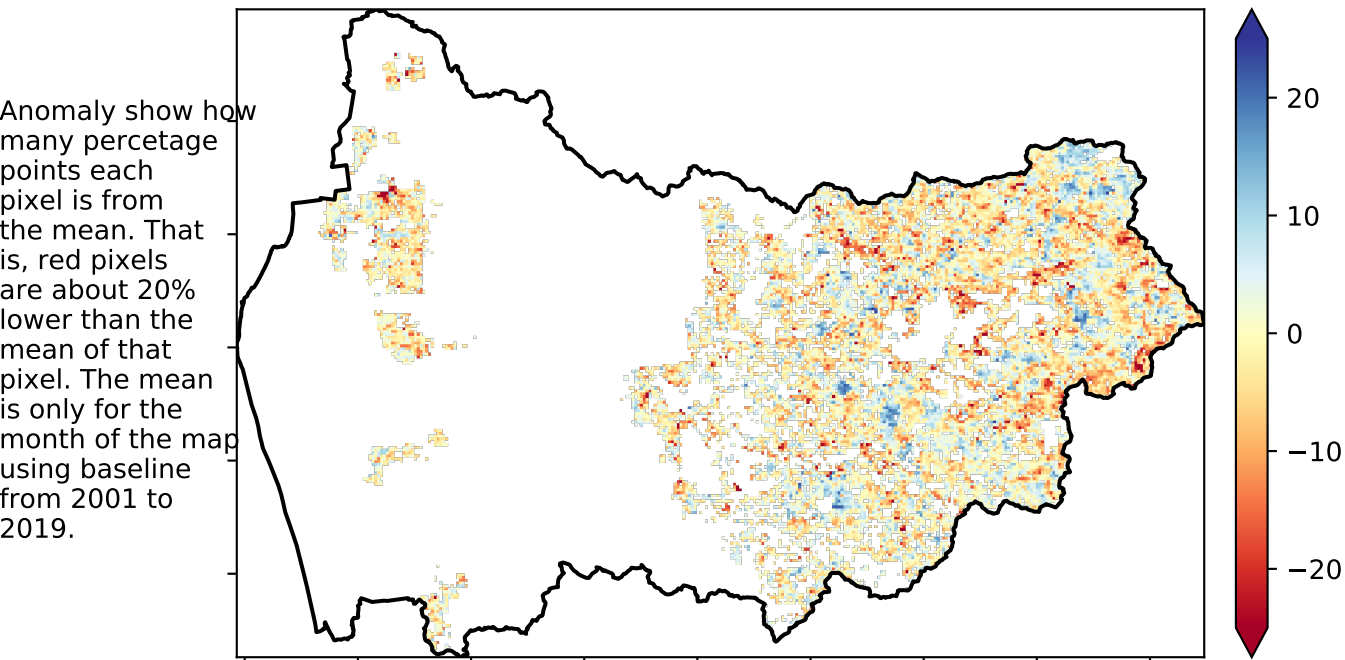 Anomaly show how
many percetage
points each
pixel is from
the mean. That
is, red pixels
are about 20%
lower than the
mean of that
pixel. The mean
is only for the
month of the map
using baseline
from 2001 to
2019.
20
10
0
−10
−20